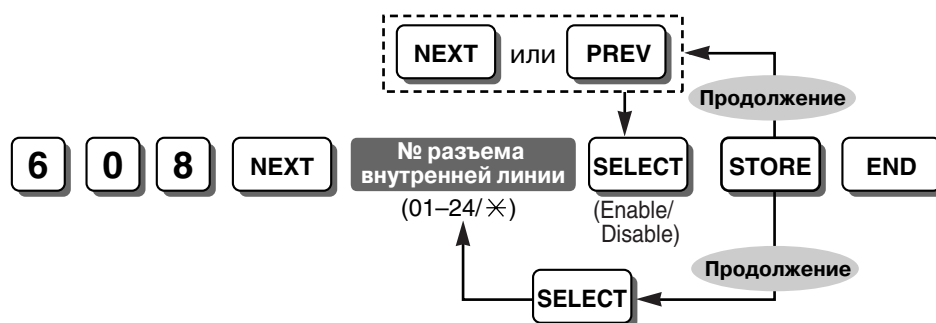 NEXT или PREV
Продолжение
6 0 8 NEXT № разъема внутренней линии SELECT STORE END
(01–24/✳)
(Enable/
Disable)
Продолжение
SELECT